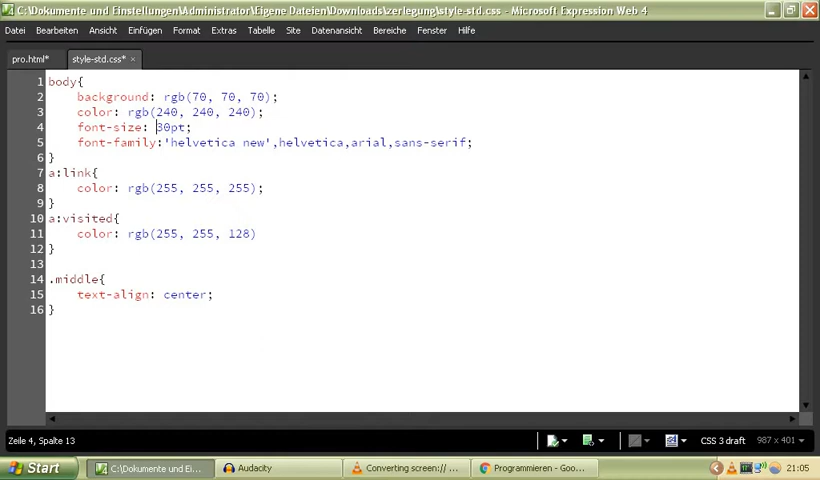 C:\Dokumente und Einstellungen\Administrator\Eigene Dateien\Downloads\zerlegung\style-std.css - Microsoft Expression Web 4
Datei Bearbeiten Ansicht Einfügen Format Extras Tabelle Site Datenansicht Bereiche Fenster Hilfe
pro.html* style-std.css* ×
1 body{
2 background: rgb(70, 70, 70);
3 color: rgb(240, 240, 240);
4 font-size: 30pt;
5 font-family:'helvetica new',helvetica,arial,sans-serif;
6 }
7 a:link{
8 color: rgb(255, 255, 255);
9 }
10 a:visited{
11 color: rgb(255, 255, 128)
12 }
13
14 .middle{
15 text-align: center;
16 }
Zeile 4, Spalte 13 CSS 3 draft 987 x 401
Start C:\Dokumente und Ei... Audacity Converting screen:// ... Programmieren - Goo... 21:05